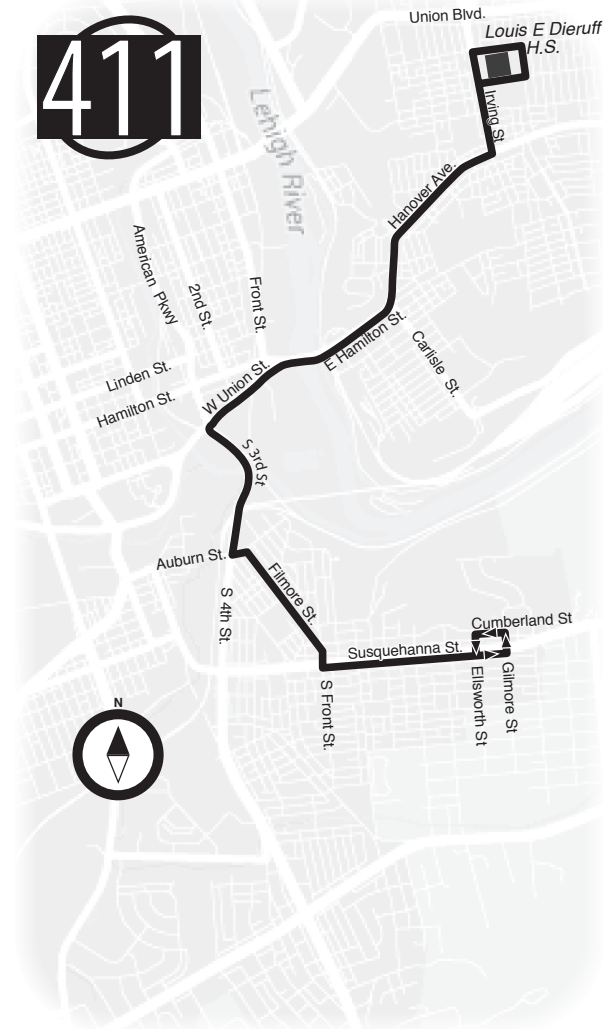 411
Union Blvd.
Louis E Dieruff
H.S.
Irving St
Lehigh River
Hanover Ave.
American Pkwy
2nd St.
Front St.
E Hamilton St.
Carlisle St.
Linden St.
Hamilton St.
W Union St.
S 3rd St
Auburn St.
Filmore St.
S 4th St.
Cumberland St
Susquehanna St.
S Front St.
Ellsworth St
Gilmore St
N